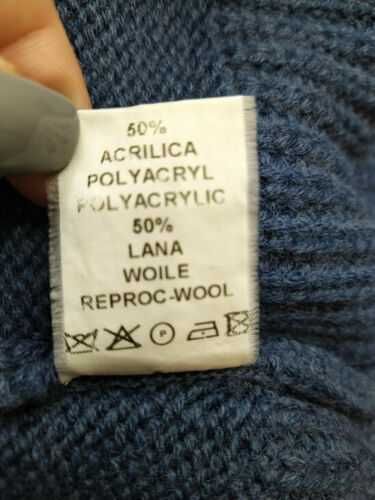 50%
ACRILICA
POLYACRYL
POLYACRYLIC
50%
LANA
WOILE
REPROC-WOOL
P